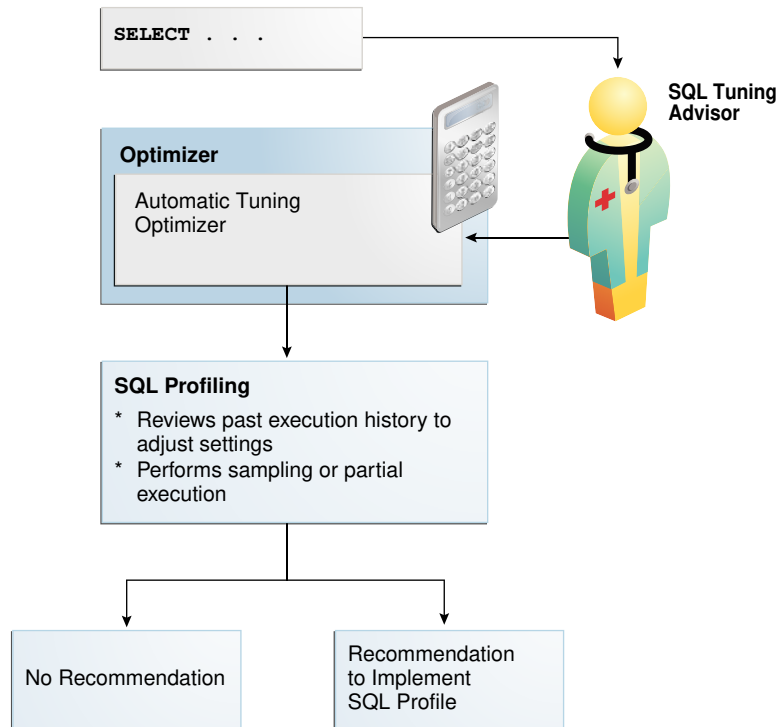 SELECT . . .
SQL Tuning
Advisor
Optimizer
Automatic Tuning
Optimizer
SQL Profiling
* Reviews past execution history to
adjust settings
* Performs sampling or partial
execution
No Recommendation
Recommendation
to Implement
SQL Profile